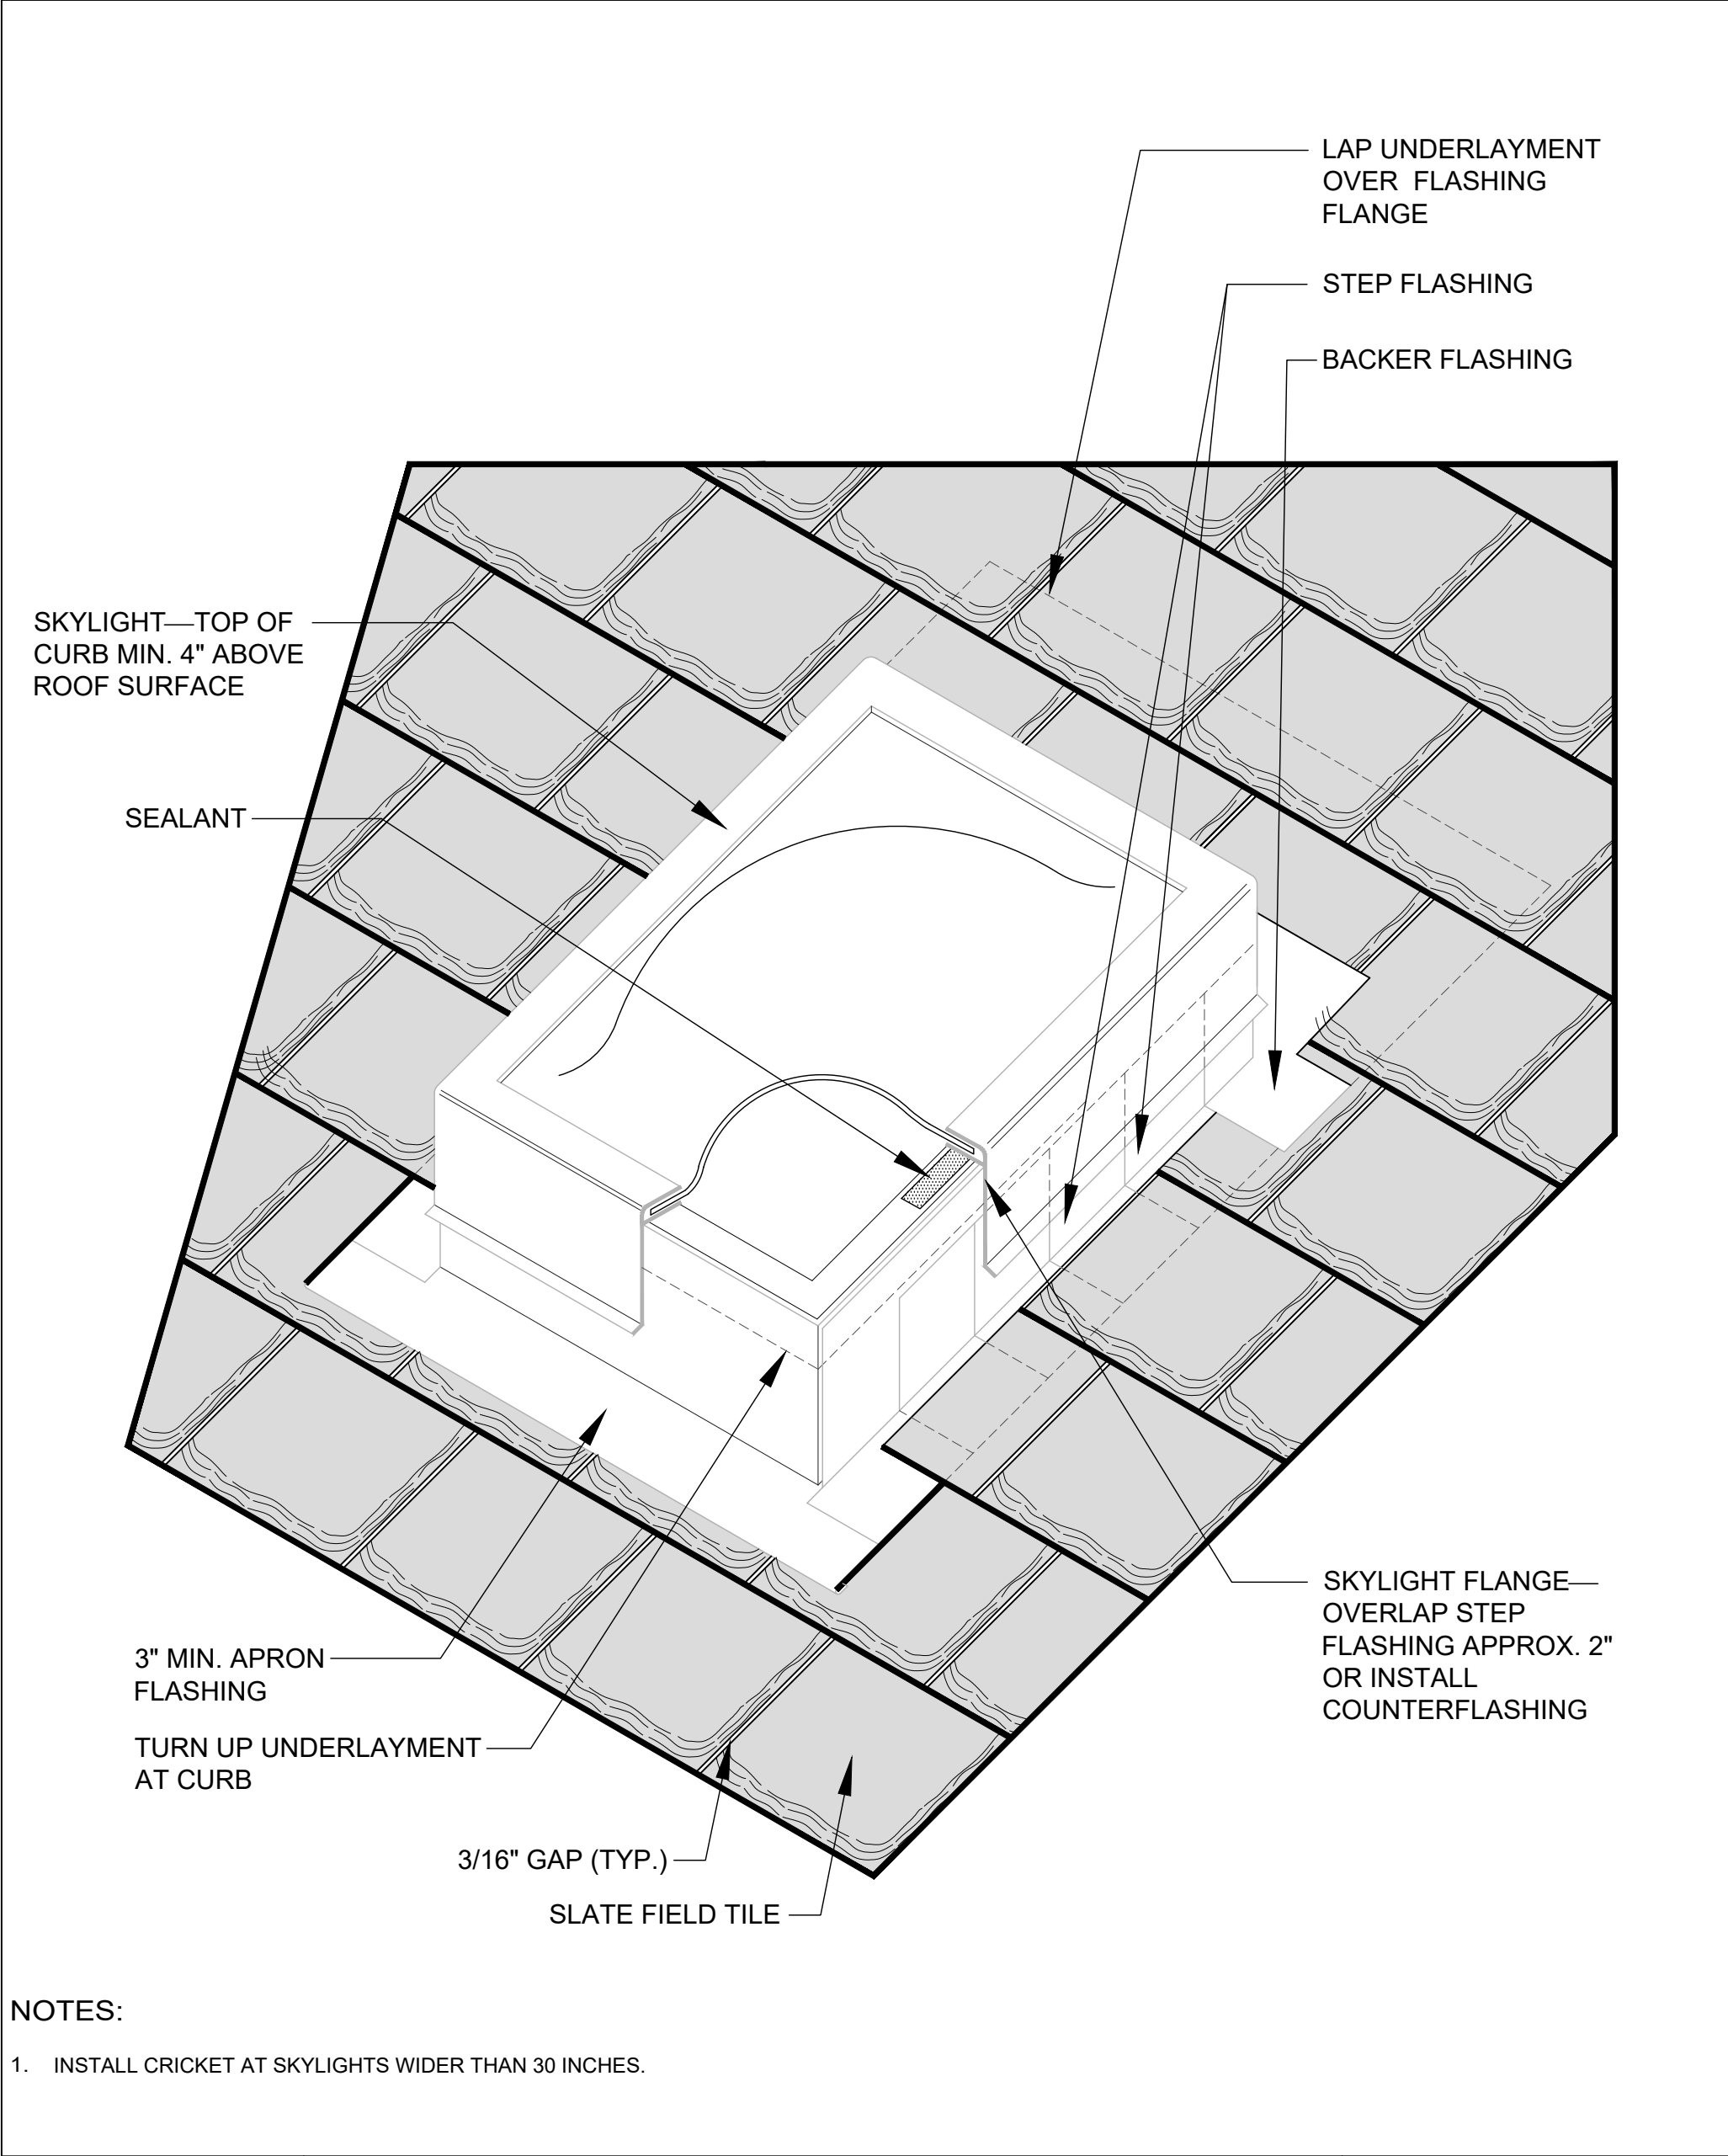 LAP UNDERLAYMENT
OVER FLASHING
FLANGE
STEP FLASHING
BACKER FLASHING
SKYLIGHT—TOP OF
CURB MIN. 4" ABOVE
ROOF SURFACE
SEALANT
SKYLIGHT FLANGE—
OVERLAP STEP
FLASHING APPROX. 2"
OR INSTALL
COUNTERFLASHING
3" MIN. APRON
FLASHING
TURN UP UNDERLAYMENT
AT CURB
3/16" GAP (TYP.)
SLATE FIELD TILE
NOTES:
1. INSTALL CRICKET AT SKYLIGHTS WIDER THAN 30 INCHES.